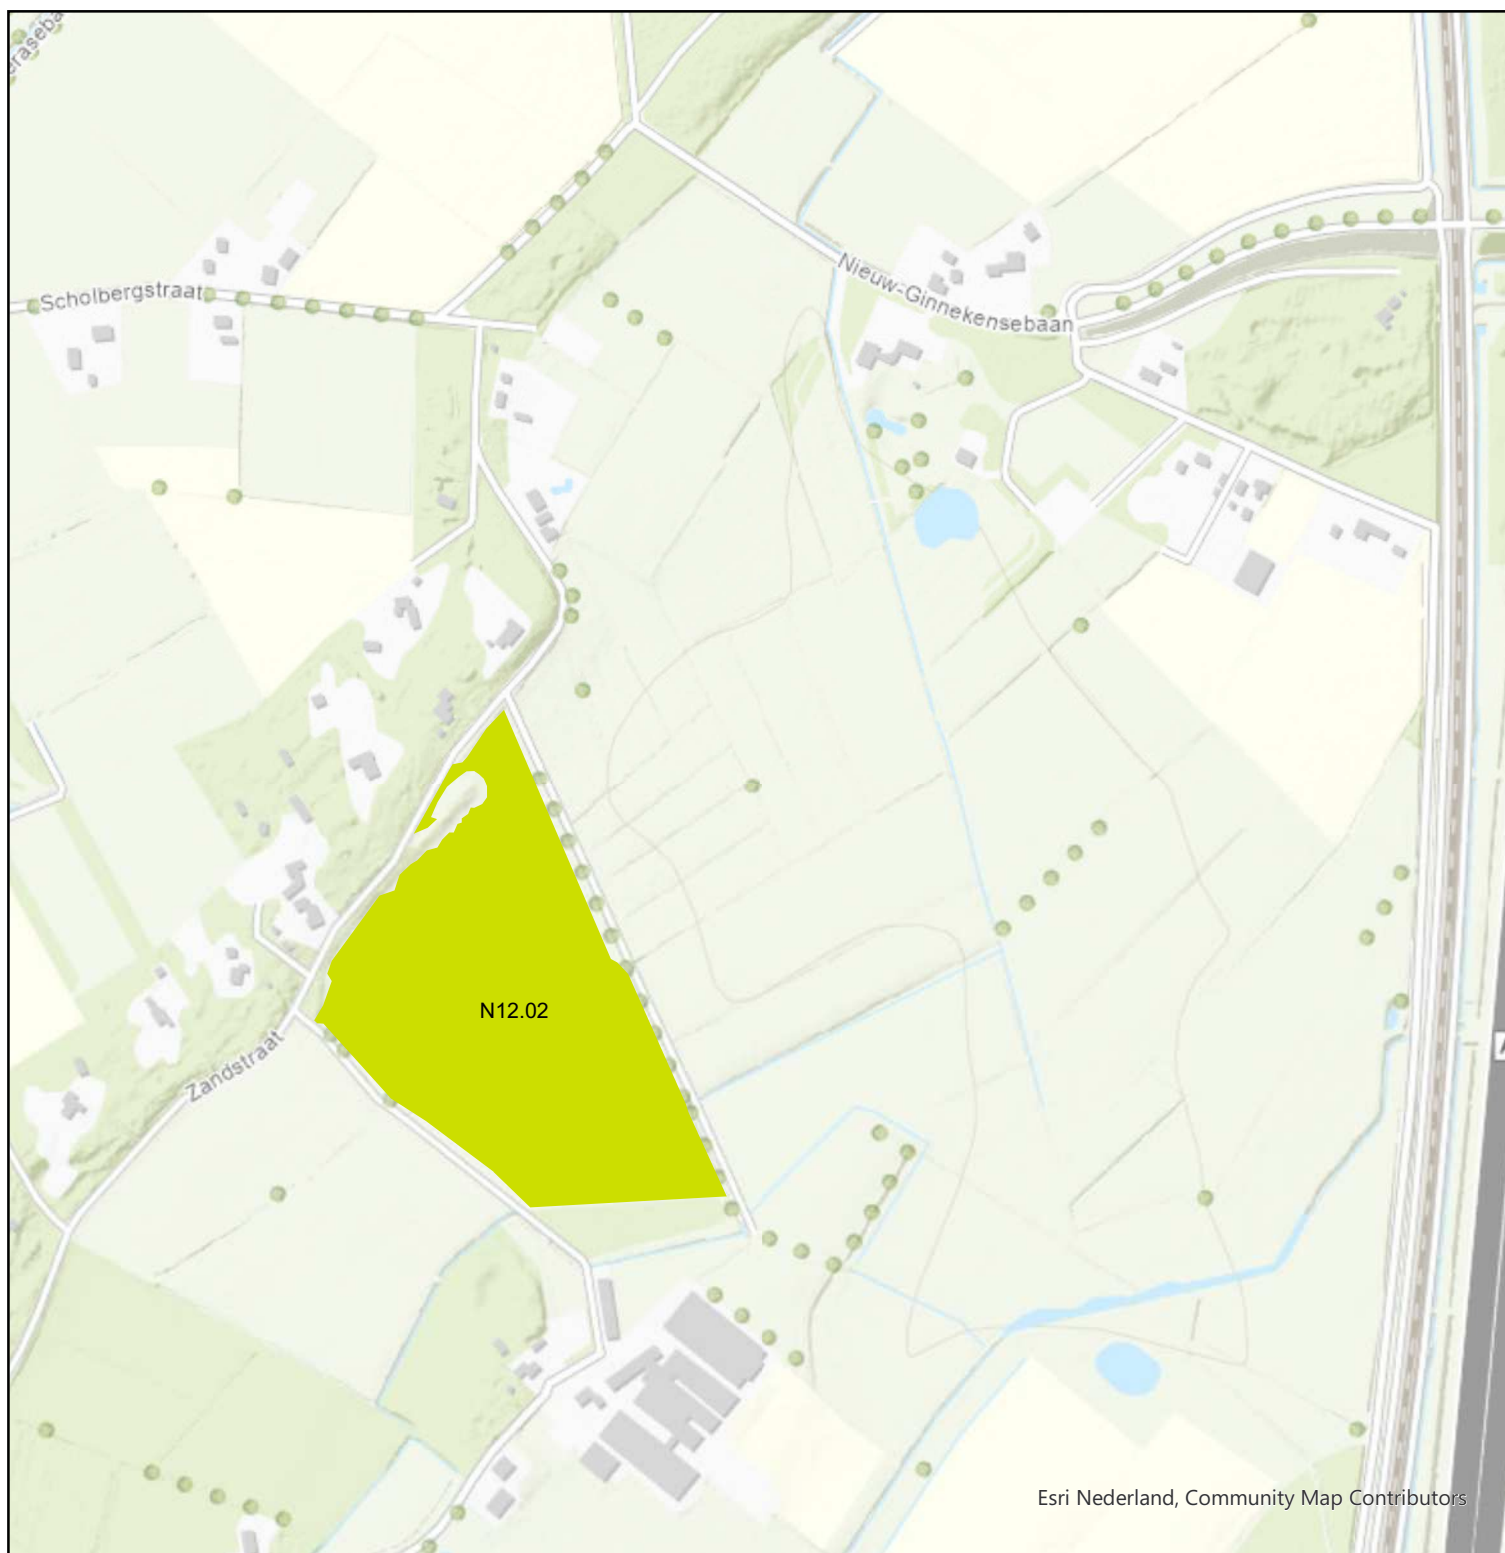 Scholbergstraat
Nieuw-Ginnekensebaan
N12.02
Zandstraat
Esri Nederland, Community Map Contributors